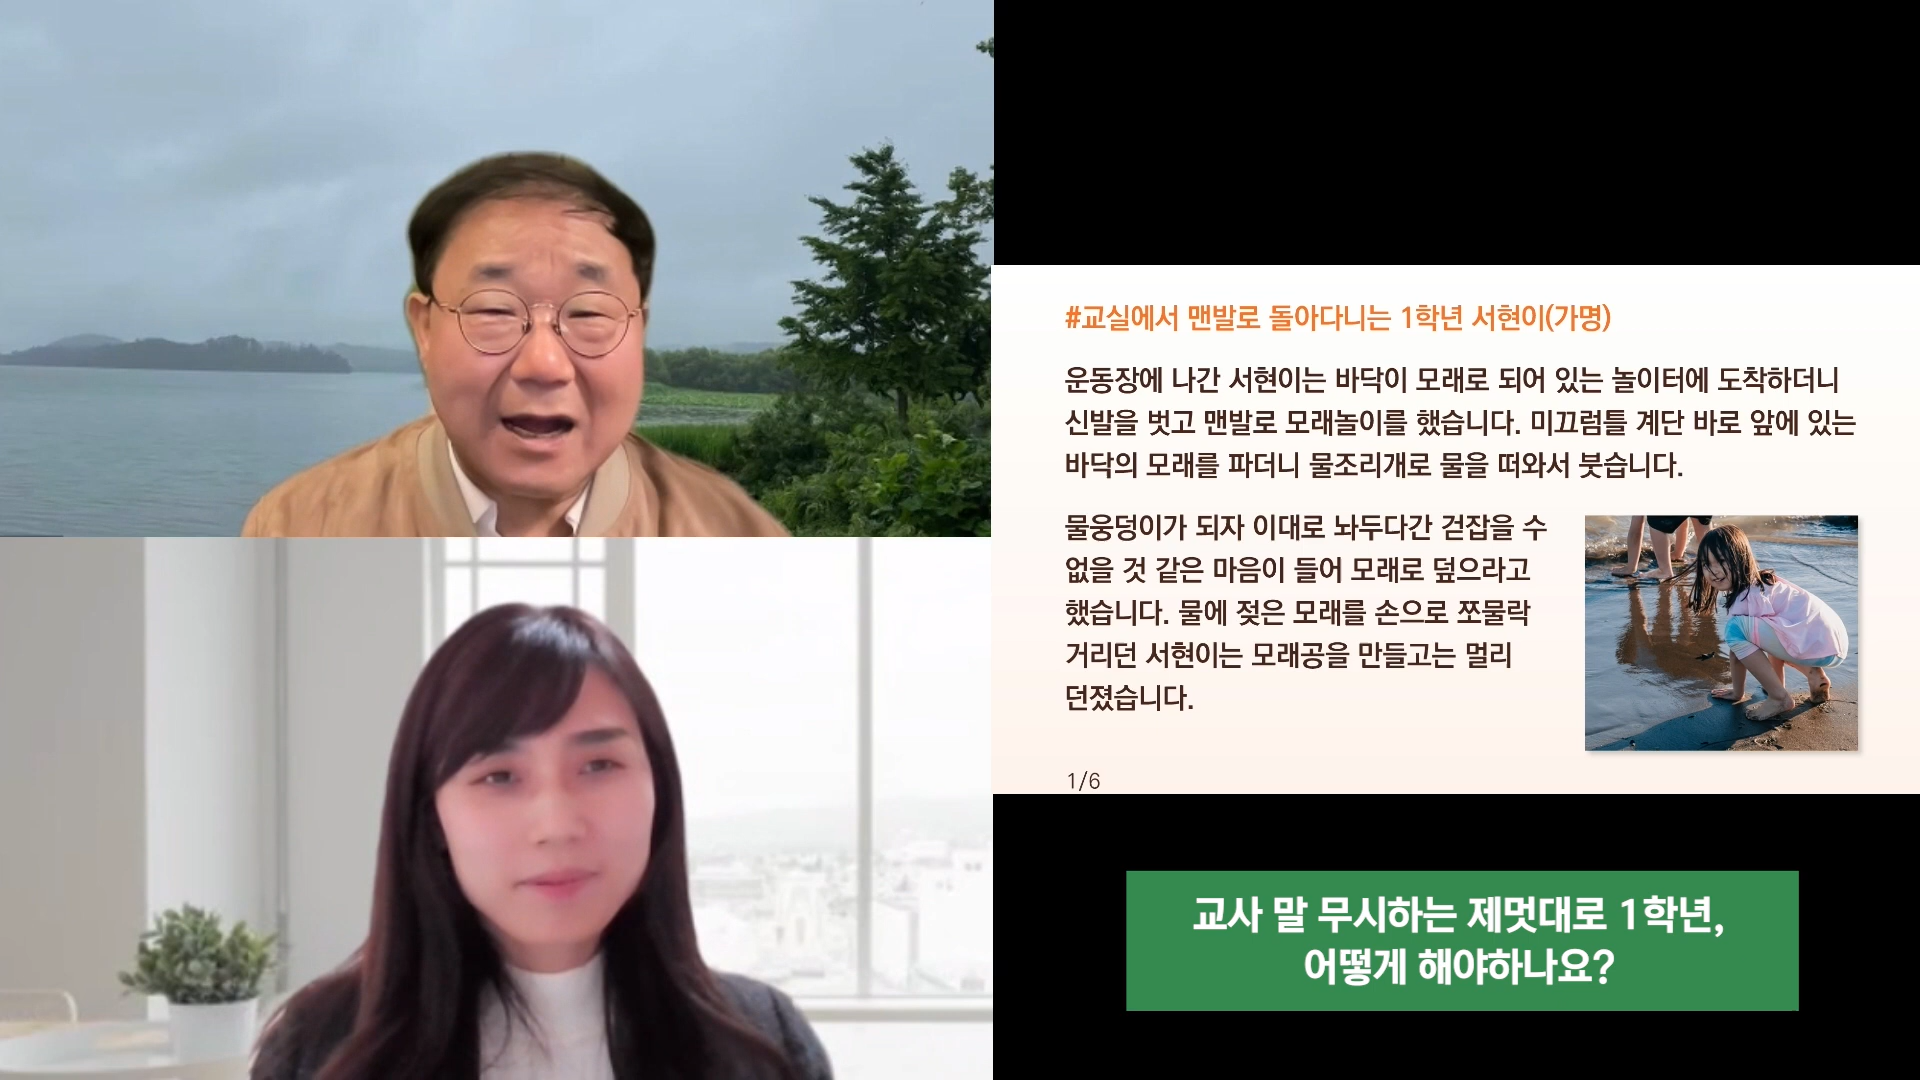 #교실에서 맨발로 돌아다니는 1학년 서현이(가명)
운동장에 나간 서현이는 바닥이 모래로 되어 있는 놀이터에 도착하더니
신발을 벗고 맨발로 모래놀이를 했습니다. 미끄럼틀 계단 바로 앞에 있는
바닥의 모래를 파더니 물조리개로 물을 떠와서 붓습니다.
물웅덩이가 되자 이대로 놔두다간 걷잡을 수
없을 것 같은 마음이 들어 모래로 덮으라고
했습니다. 물에 젖은 모래를 손으로 쪼물락
거리던 서현이는 모래공을 만들고는 멀리
던졌습니다.
1/6
교사 말 무시하는 제멋대로 1학년,
어떻게 해야하나요?